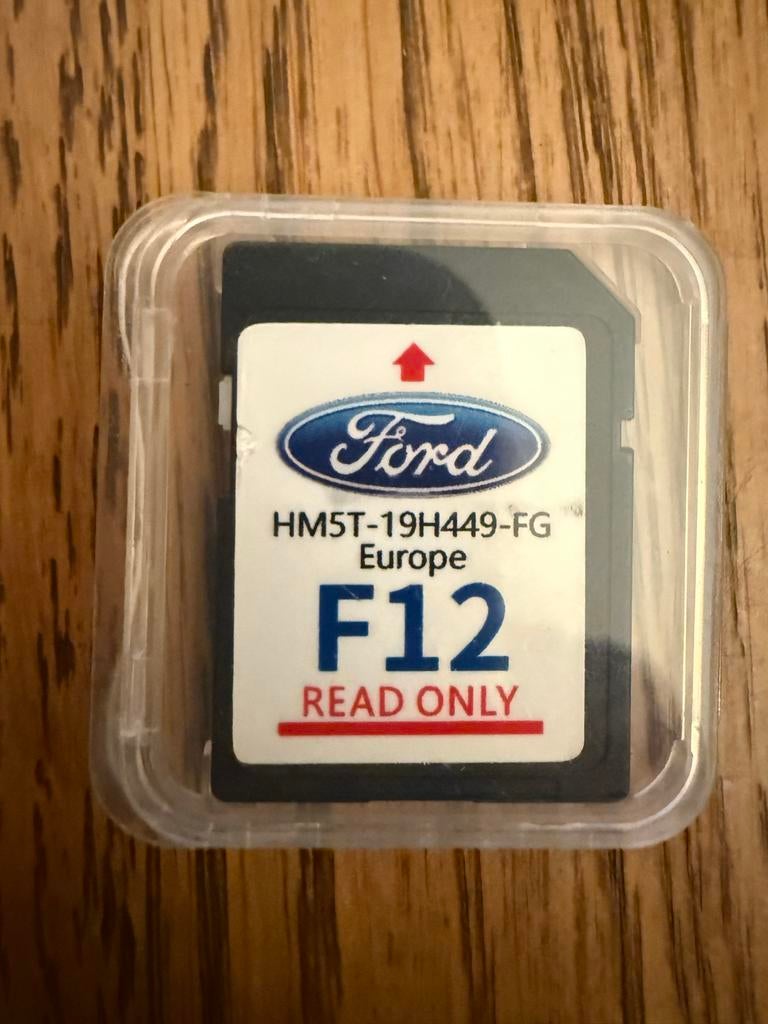 Ford
HM5T-19H449-FG
Europe
F12
READ ONLY